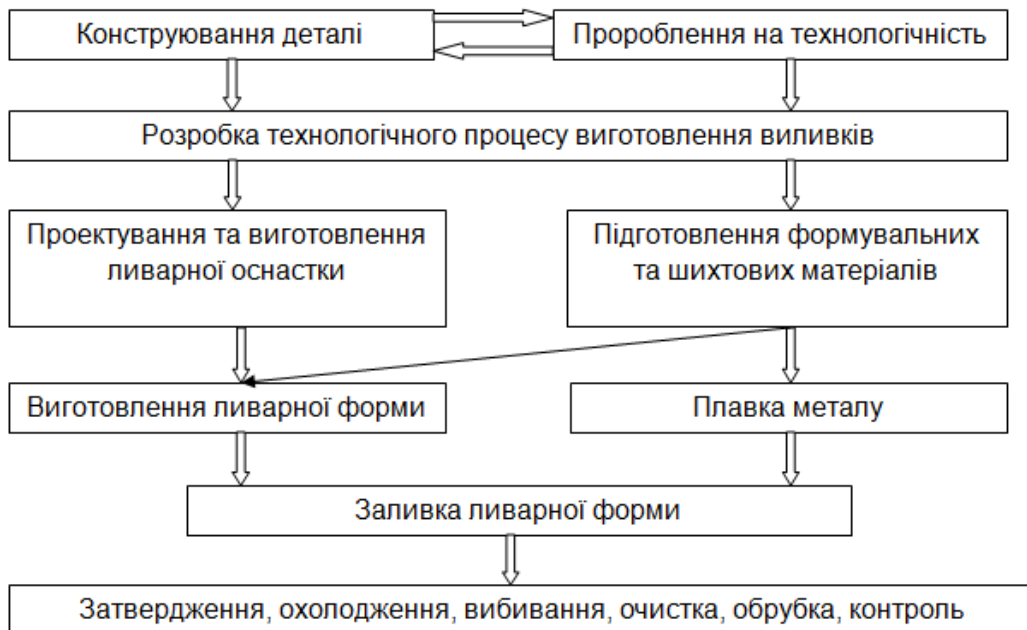 Конструювання деталі
Пророблення на технологічність
Розробка технологічного процесу виготовлення виливків
Проектування та виготовлення
ливарної оснастки
Підготовлення формувальних
та шихтових матеріалів
Виготовлення ливарної форми
Плавка металу
Заливка ливарної форми
Затвердження, охолодження, вибивання, очистка, обрубка, контроль